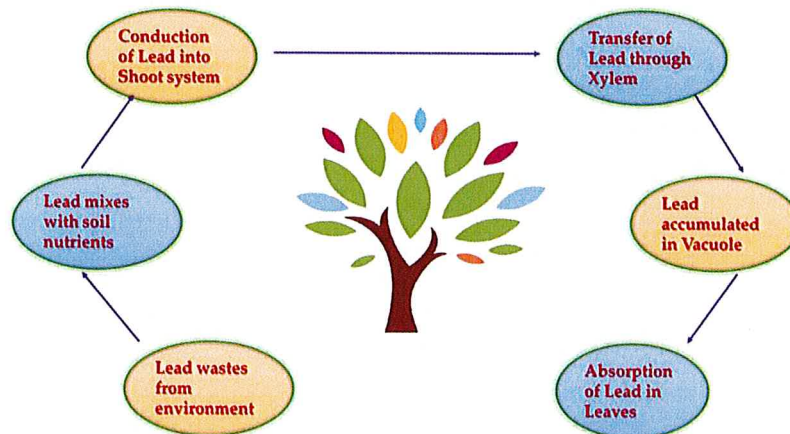 Conduction
of Lead into
Shoot system
Transfer of
Lead through
Xylem
Lead mixes
with soil
nutrients
Lead
accumulated
in Vacuole
Lead wastes
from
environment
Absorption
of Lead in
Leaves